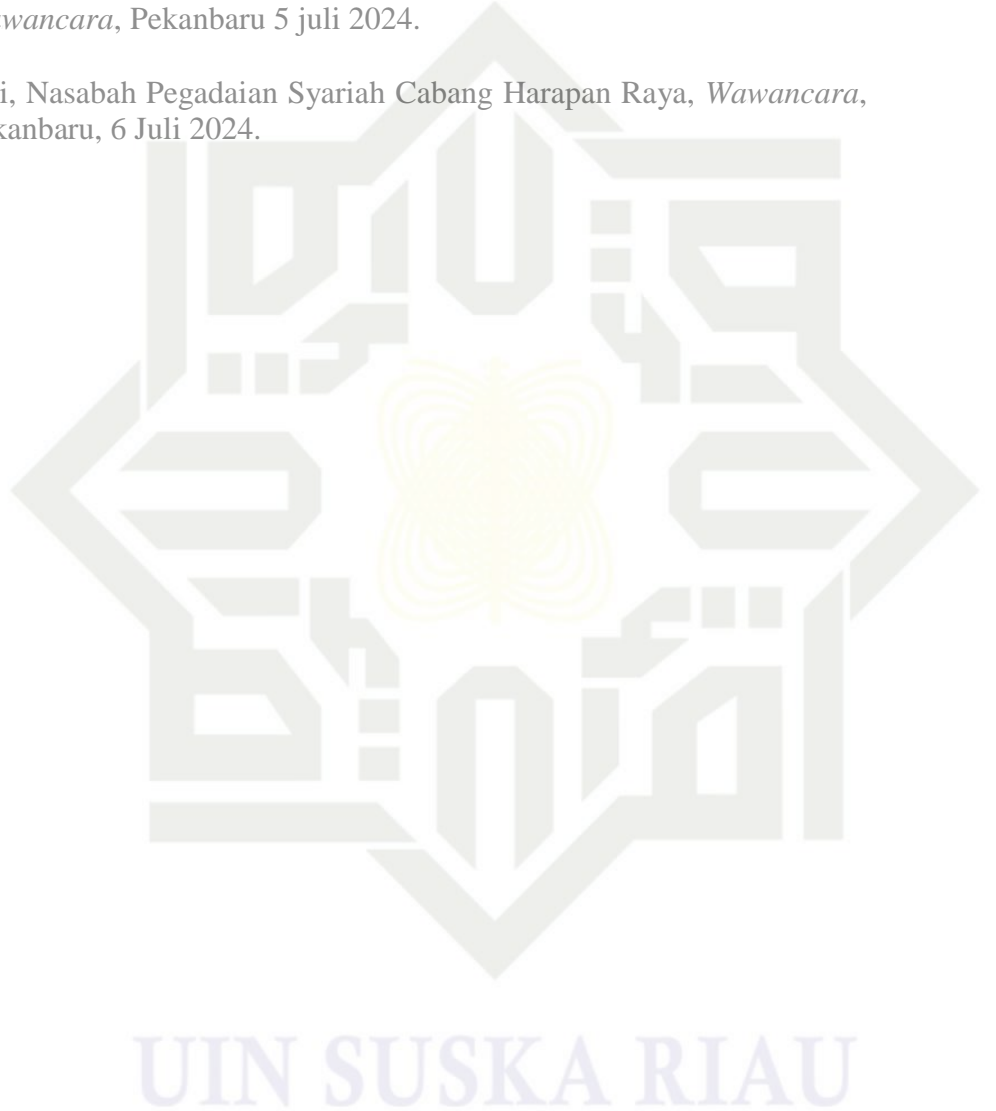 wancara, Pekanbaru 5 juli 2024.
i, Nasabah Pegadaian Syariah Cabang Harapan Raya, Wawancara,
kanbaru, 6 Juli 2024.
UIN SUSKA RIAU